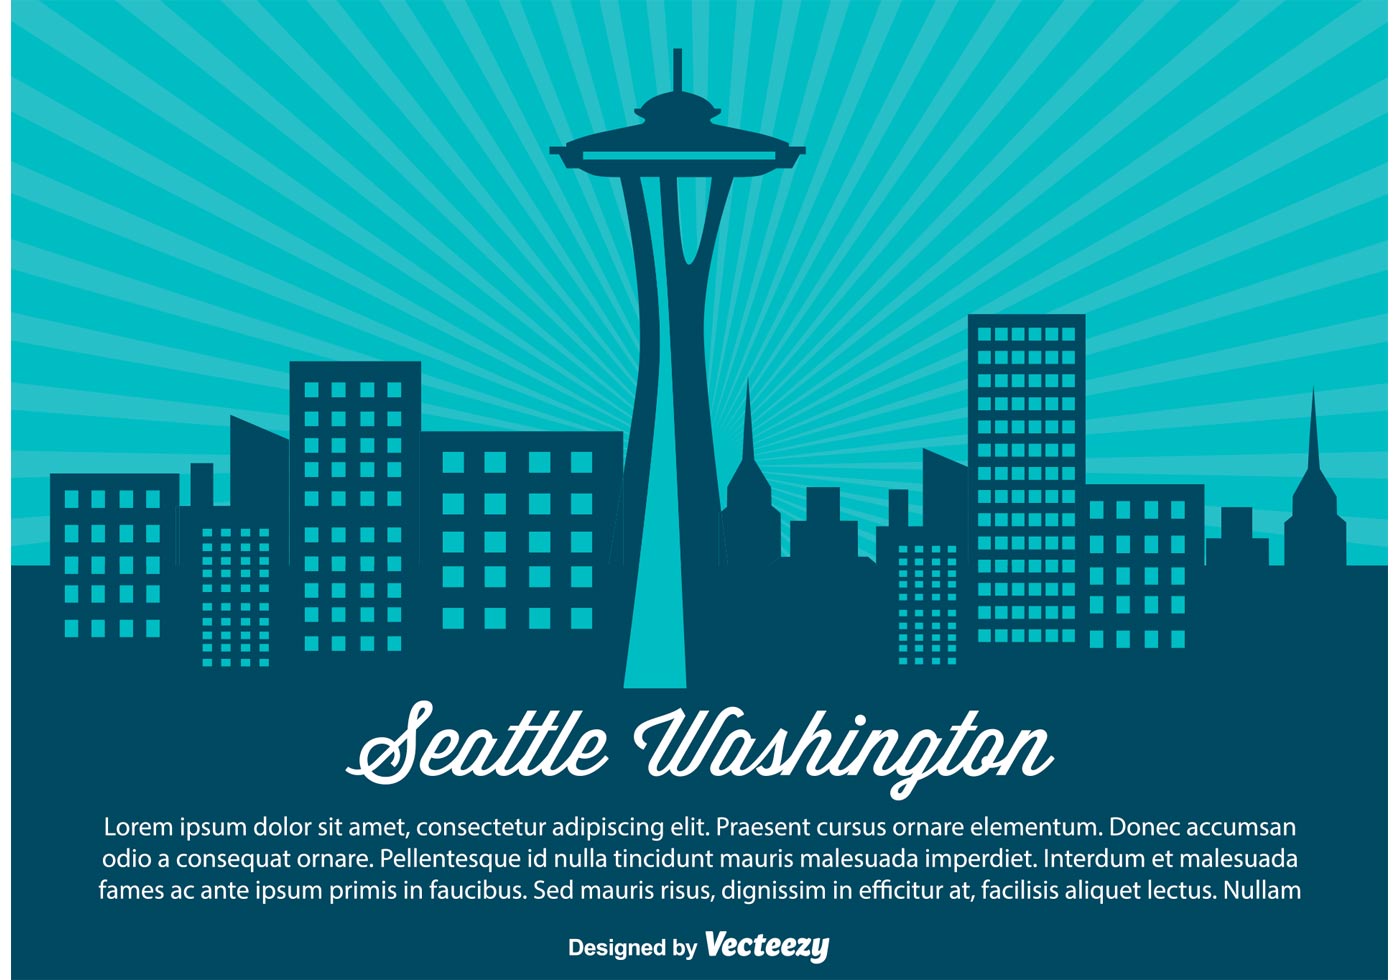 Seattle Washington
Lorem ipsum dolor sit amet, consectetur adipiscing elit. Praesent cursus ornare elementum. Donec accumsan
odio a consequat ornare. Pellentesque id nulla tincidunt mauris malesuada imperdiet. Interdum et malesuada
fames ac ante ipsum primis in faucibus. Sed mauris risus, dignissim in efficitur at, facilisis aliquet lectus. Nullam
Designed by Vecteezy